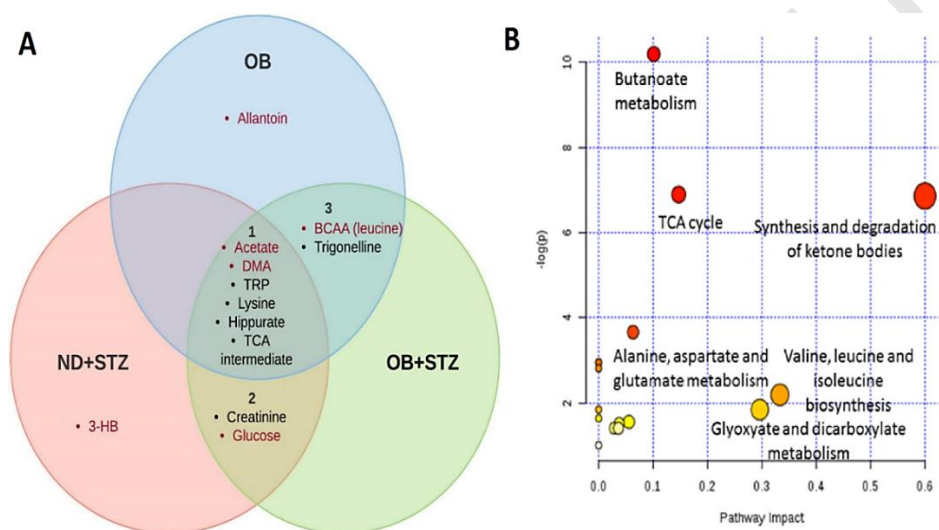 A
OB
• Allantoin
3
• BCAA (leucine)
• Trigonelline
1
• Acetate
• DMA
• TRP
• Lysine
• Hippurate
• TCA
intermediate
ND+STZ
OB+STZ
• 3-HB
2
• Creatinine
• Glucose
B
10
8
6
4
2
-log(p)
Butanoate
metabolism
TCA cycle
Synthesis and degradation
of ketone bodies
Alanine, aspartate and
glutamate metabolism
Valine, leucine and
isoleucine
biosynthesis
Glyoxylate and dicarboxylate
metabolism
0.0 0.1 0.2 0.3 0.4 0.5 0.6
Pathway Impact